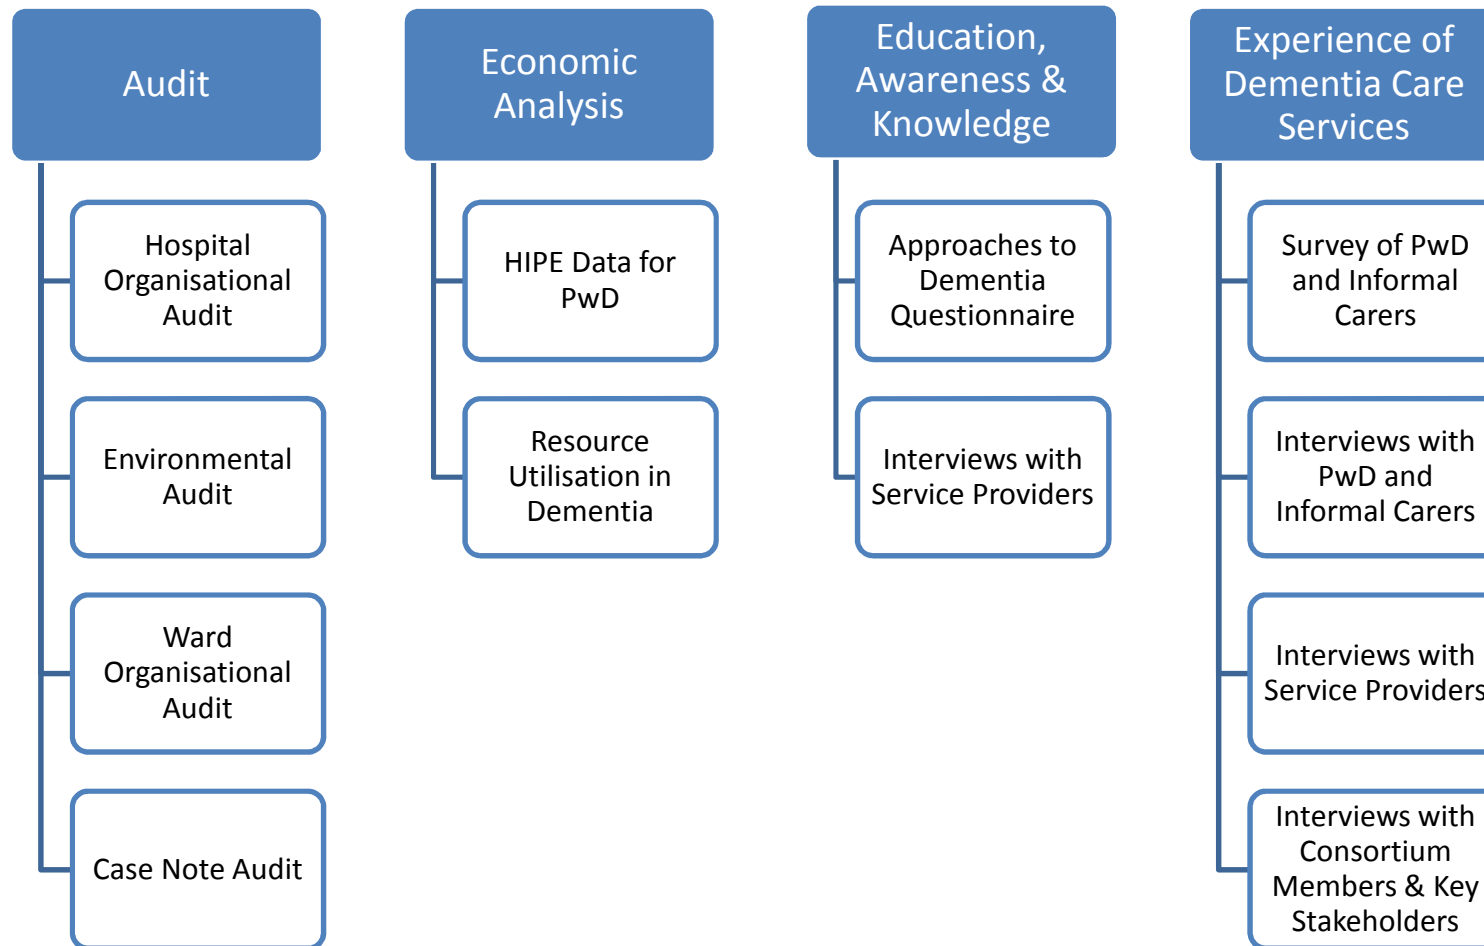 Audit
Hospital
Organisational
Audit
Environmental
Audit
Ward
Organisational
Audit
Case Note Audit
Economic
Analysis
HIPE Data for
PwD
Resource
Utilisation in
Dementia
Education,
Awareness &
Knowledge
Approaches to
Dementia
Questionnaire
Interviews with
Service Providers
Experience of
Dementia Care
Services
Survey of PwD
and Informal
Carers
Interviews with
PwD and
Informal Carers
Interviews with
Service Providers
Interviews with
Consortium
Members & Key
Stakeholders